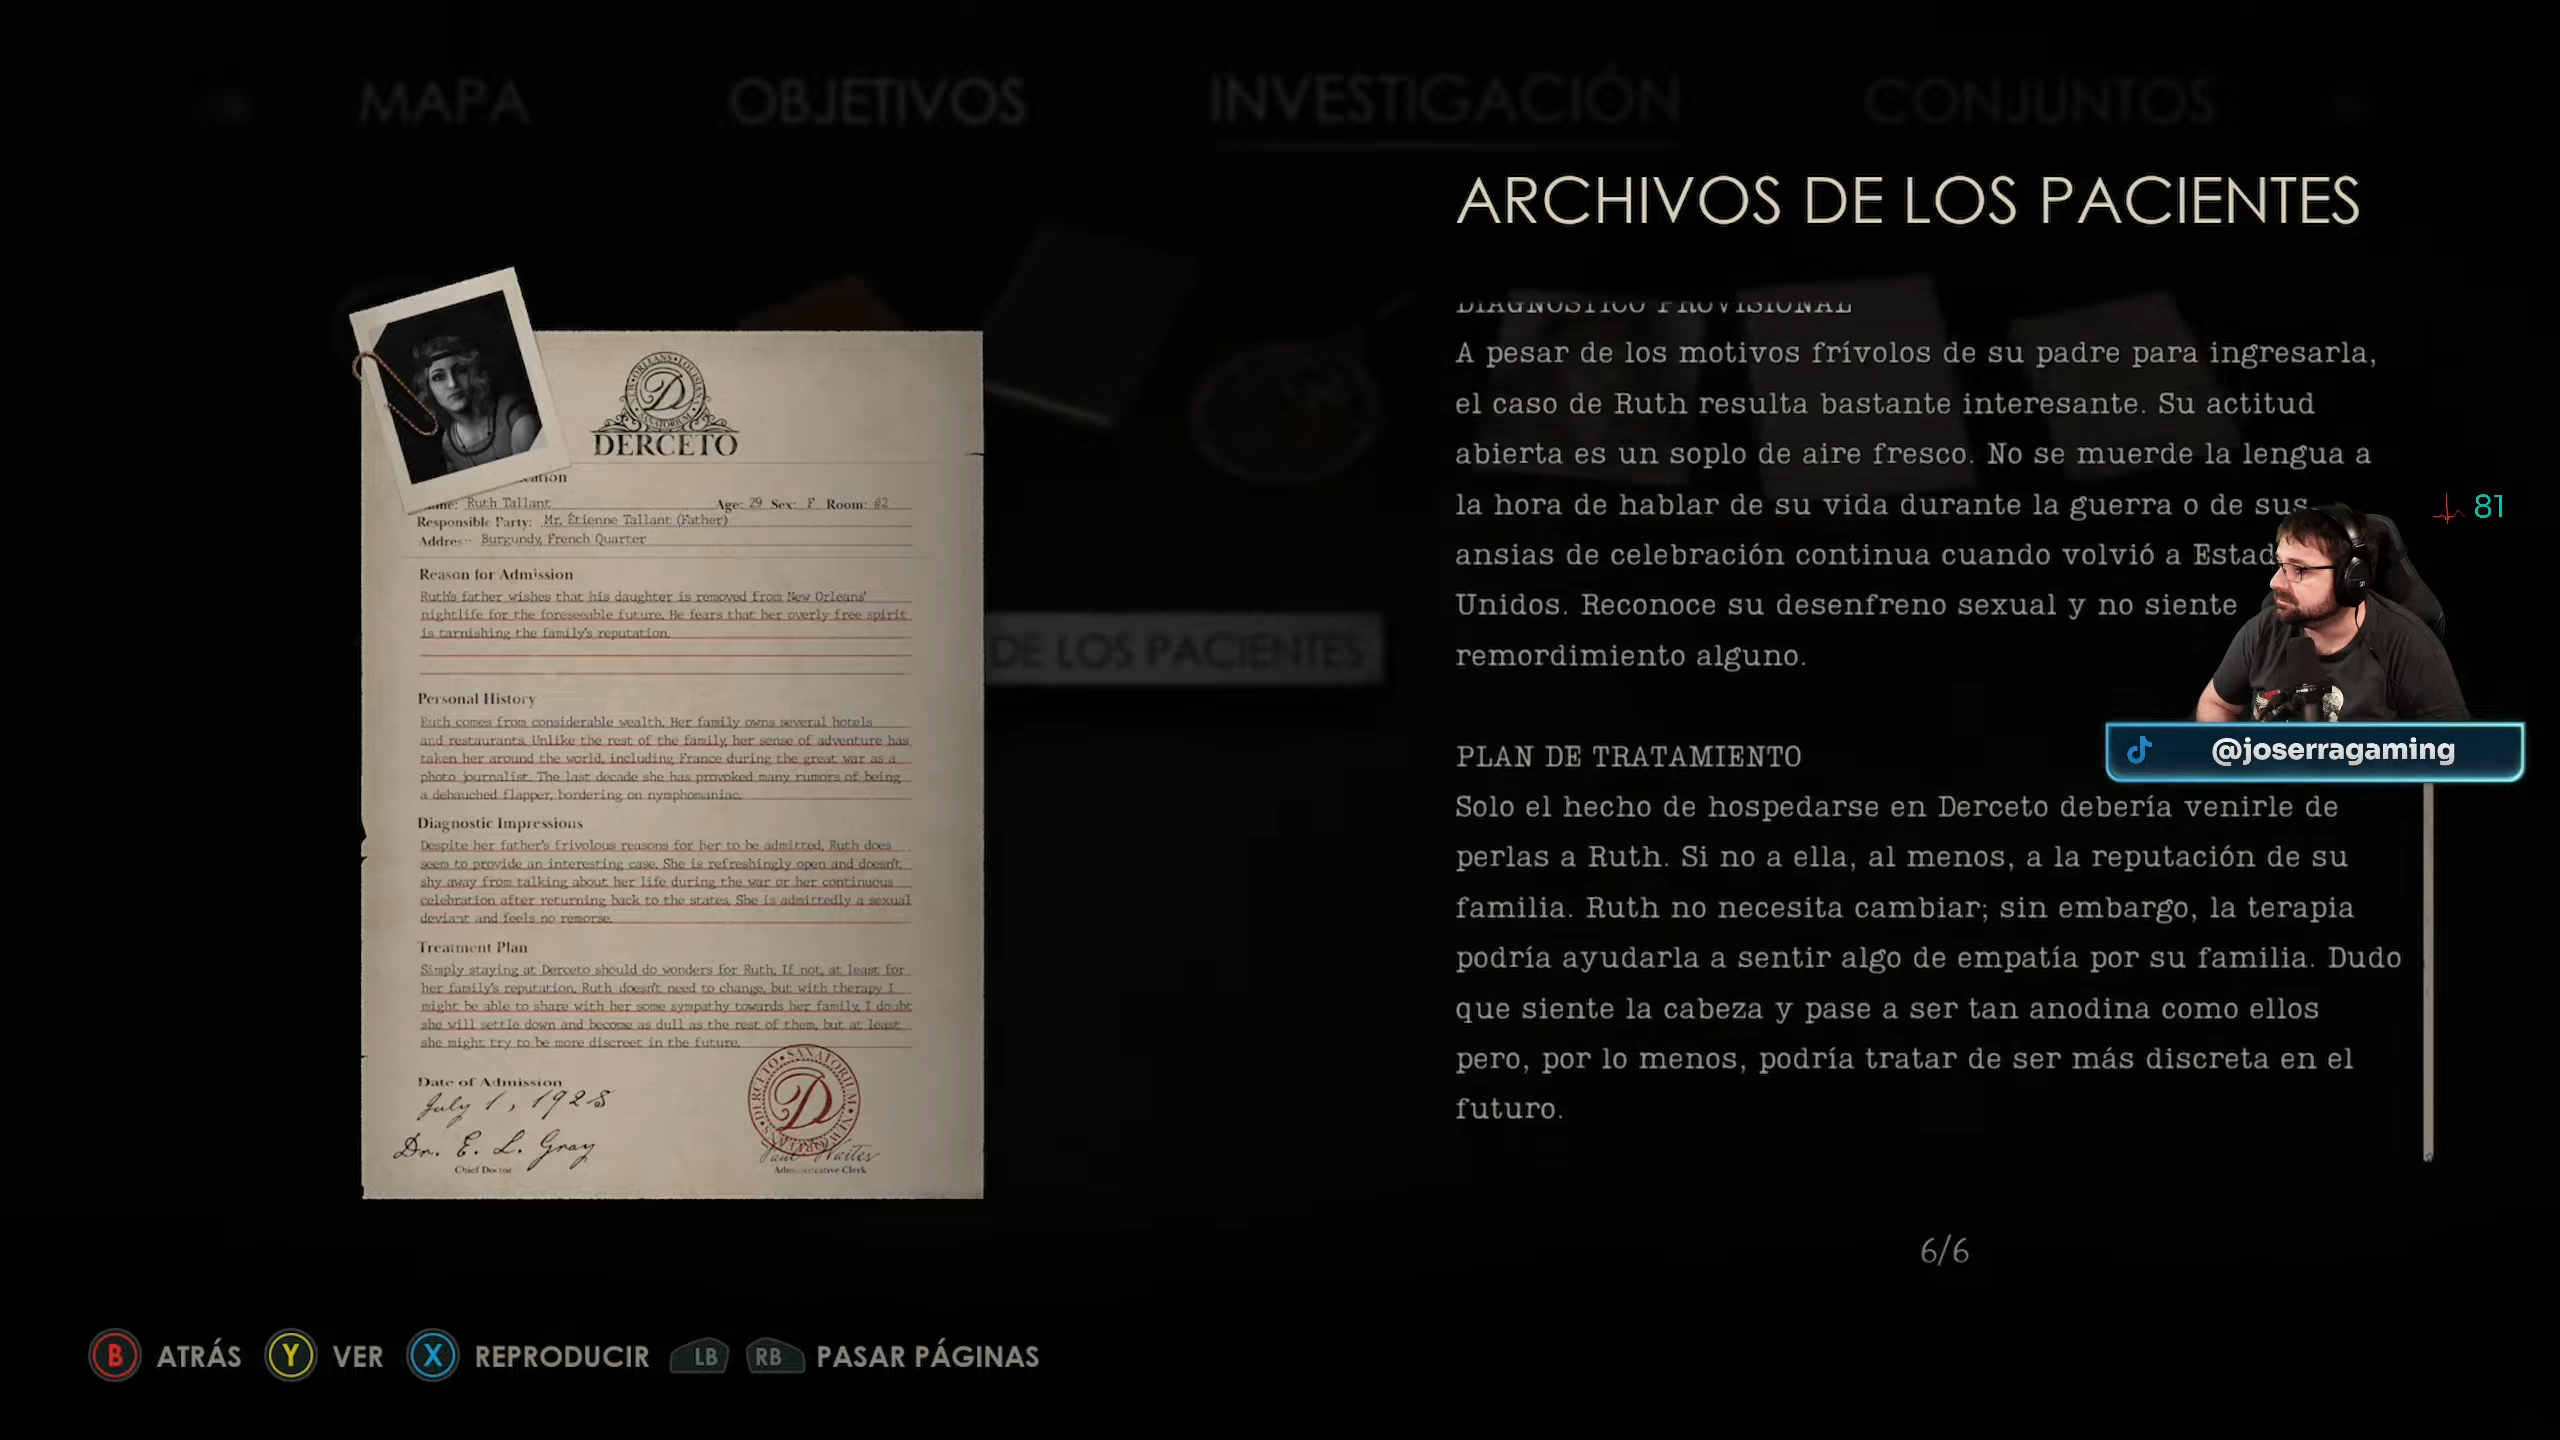 MAPA
OBJETIVOS
INVESTIGACIÓN
CONJUNTOS
ARCHIVOS DE LOS PACIENTES
DIAGNÓSTICO PROVISIONAL
A pesar de los motivos frívolos de su padre para ingresarla,
el caso de Ruth resulta bastante interesante. Su actitud
abierta es un soplo de aire fresco. No se muerde la lengua a
la hora de hablar de su vida durante la guerra o de sus
ansias de celebración continua cuando volvió a Estad
Unidos. Reconoce su desenfreno sexual y no siente
remordimiento alguno.
PLAN DE TRATAMIENTO
Solo el hecho de hospedarse en Derceto debería venirle de
perlas a Ruth. Si no a ella, al menos, a la reputación de su
familia. Ruth no necesita cambiar; sin embargo, la terapia
podría ayudarla a sentir algo de empatía por su familia. Dudo
que siente la cabeza y pase a ser tan anodina como ellos
pero, por lo menos, podría tratar de ser más discreta en el
futuro.
6/6
81
@joserragaming
NEW ORLEANS LOUISIANA
SANATORIUM
D
DERCETO
Name: Ruth Tallant Age: 29 Sex: F Room: #2
Responsible Party: Mr. Étienne Tallant (Father)
Address: Burgundy, French Quarter
Reason for Admission
Ruth's father wishes that his daughter is removed from New Orleans'
nightlife for the foreseeable future. He fears that her overly free spirit
is tarnishing the family's reputation.
Personal History
Ruth comes from considerable wealth. Her family owns several hotels
and restaurants. Unlike the rest of the family, her sense of adventure has
taken her around the world, including France during the great war as a
photo journalist. The last decade she has provoked many rumors of being
a debauched flapper, bordering on nymphomaniac.
Diagnostic Impressions
Despite her father's frivolous reasons for her to be admitted, Ruth does
seem to provide an interesting case. She is refreshingly open and doesn't
shy away from talking about her life during the war or her continuous
celebration after returning back to the states. She is admittedly a sexual
deviant and feels no remorse.
Treatment Plan
Simply staying at Derceto should do wonders for Ruth. If not, at least for
her family's reputation. Ruth doesn't need to change, but with therapy I
might be able to share with her some sympathy towards her family. I doubt
she will settle down and become as dull as the rest of them, but at least
she might try to be more discreet in the future.
Date of Admission
July 1, 1928
Dr. E. L. Gray
Chief Doctor
DERCETO SANATORIUM NEW ORLEANS
D
Paul Waites
Administrative Clerk
DE LOS PACIENTES
B ATRÁS Y VER X REPRODUCIR LB RB PASAR PÁGINAS